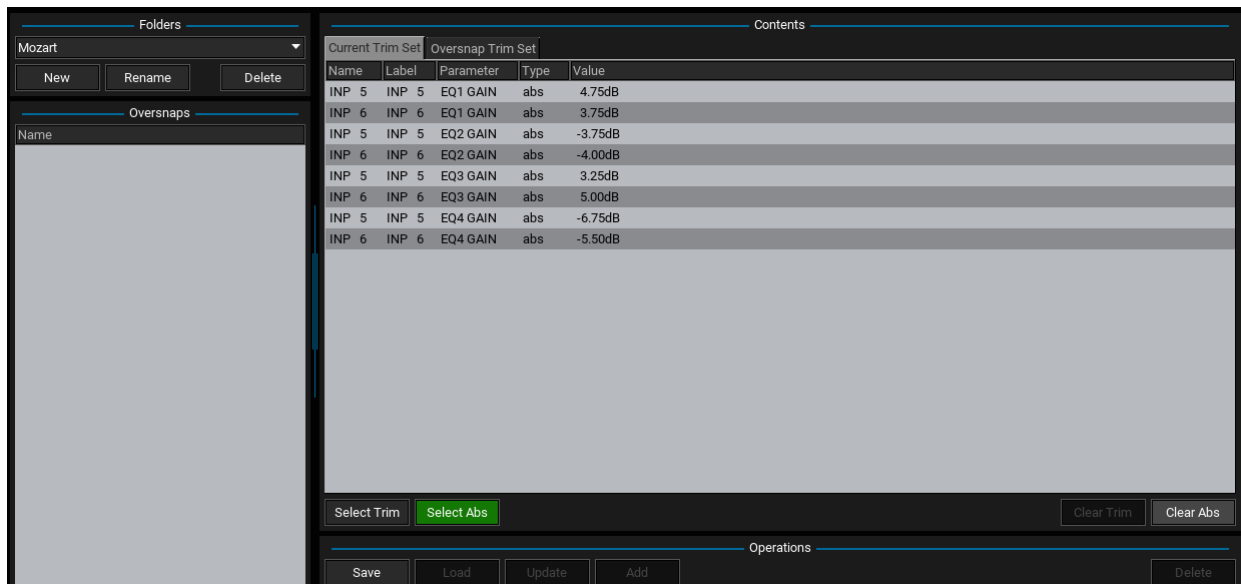 Folders
Mozart
New Rename Delete
Oversnaps
Name
Contents
Current Trim Set Oversnap Trim Set
Name Label Parameter Type Value
INP 5 INP 5 EQ1 GAIN abs 4.75dB
INP 6 INP 6 EQ1 GAIN abs 3.75dB
INP 5 INP 5 EQ2 GAIN abs -3.75dB
INP 6 INP 6 EQ2 GAIN abs -4.00dB
INP 5 INP 5 EQ3 GAIN abs 3.25dB
INP 6 INP 6 EQ3 GAIN abs 5.00dB
INP 5 INP 5 EQ4 GAIN abs -6.75dB
INP 6 INP 6 EQ4 GAIN abs -5.50dB
Select Trim Select Abs Clear Trim Clear Abs
Operations
Save Load Update Add Delete